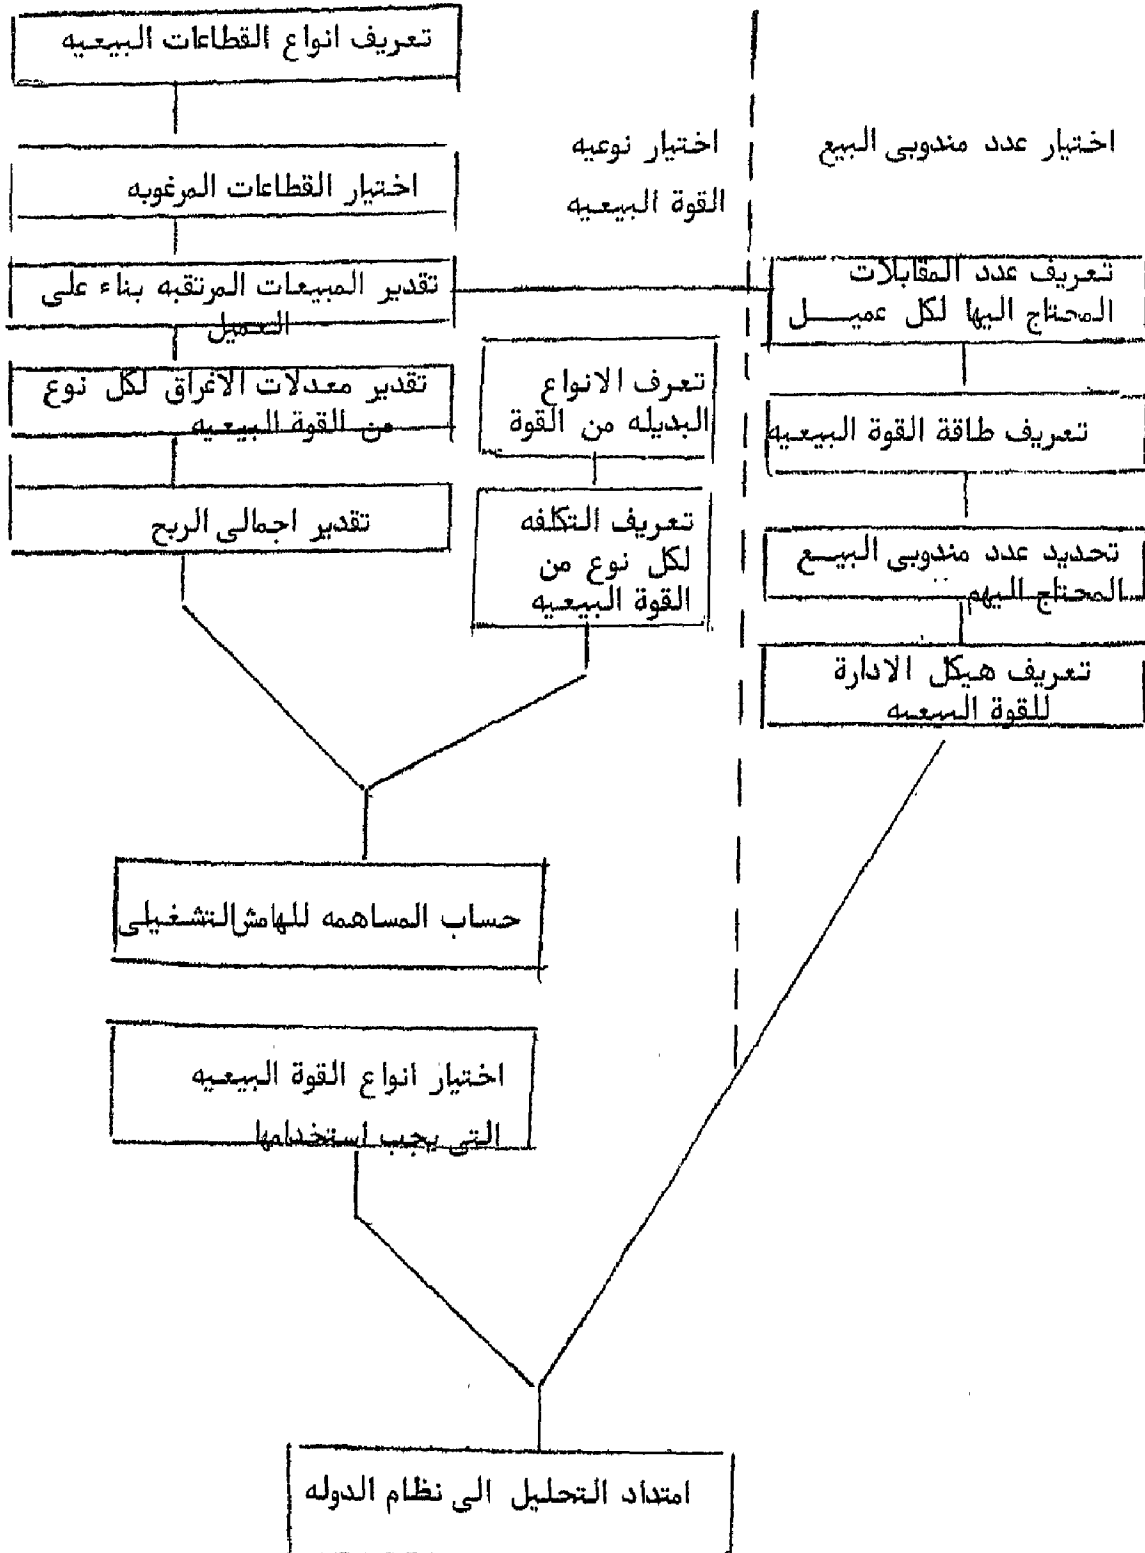 اختيار عدد مندوبى البيع
تعريف عدد المقابلات
المحتاج اليها لكل عميل
تعريف طاقة القوة البيعيه
تحديد عدد مندوبى البيع
المحتاج اليهم
تعريف هيكل الادارة
للقوة البيعيه
اختيار نوعيه
القوة البيعيه
تعريف انواع القطاعات البيعيه
اختيار القطاعات المرغوبه
تقدير المبيعات المرتقبه بناء على
العميل
تقدير معدلات الاغراق لكل نوع
من القوة البيعيه
تقدير اجمالى الربح
تعرف الانواع
البديله من القوة
تعريف التكلفه
لكل نوع من
القوة البيعيه
حساب المساهمه للهامش التشغيلى
اختيار انواع القوة البيعيه
التى يجب استخدامها
امتداد التحليل الى نظام الدوله